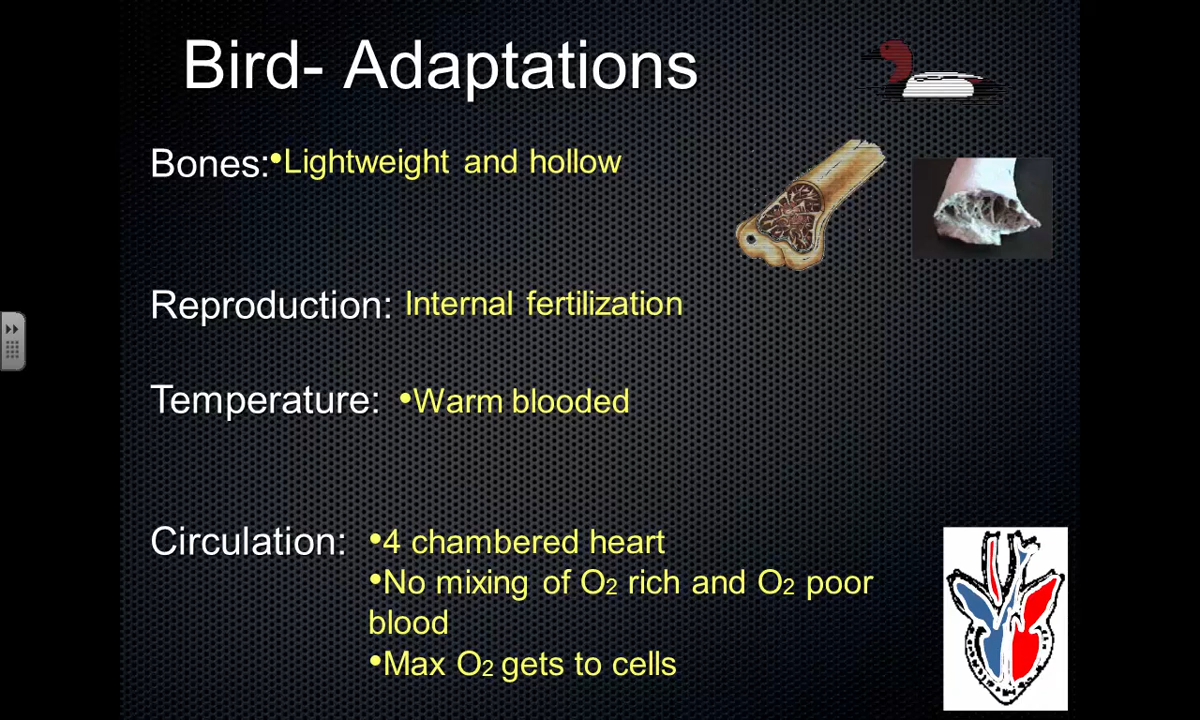 Bird- Adaptations
Bones: •Lightweight and hollow
Reproduction: Internal fertilization
Temperature: •Warm blooded
Circulation: •4 chambered heart
•No mixing of O2 rich and O2 poor
blood
•Max O2 gets to cells